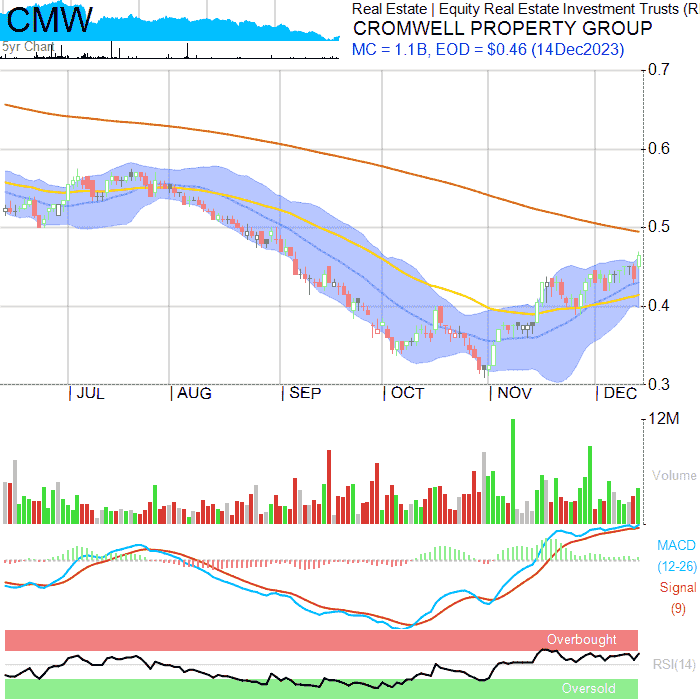 CMW
5yr Chart
Real Estate | Equity Real Estate Investment Trusts (R
CROMWELL PROPERTY GROUP
MC = 1.1B, EOD = $0.46 (14Dec2023)
0.7
0.6
0.5
0.4
0.3
JUL
AUG
SEP
OCT
NOV
DEC
12M
Volume
MACD
(12-26)
Signal
(9)
Overbought
RSI(14)
Oversold